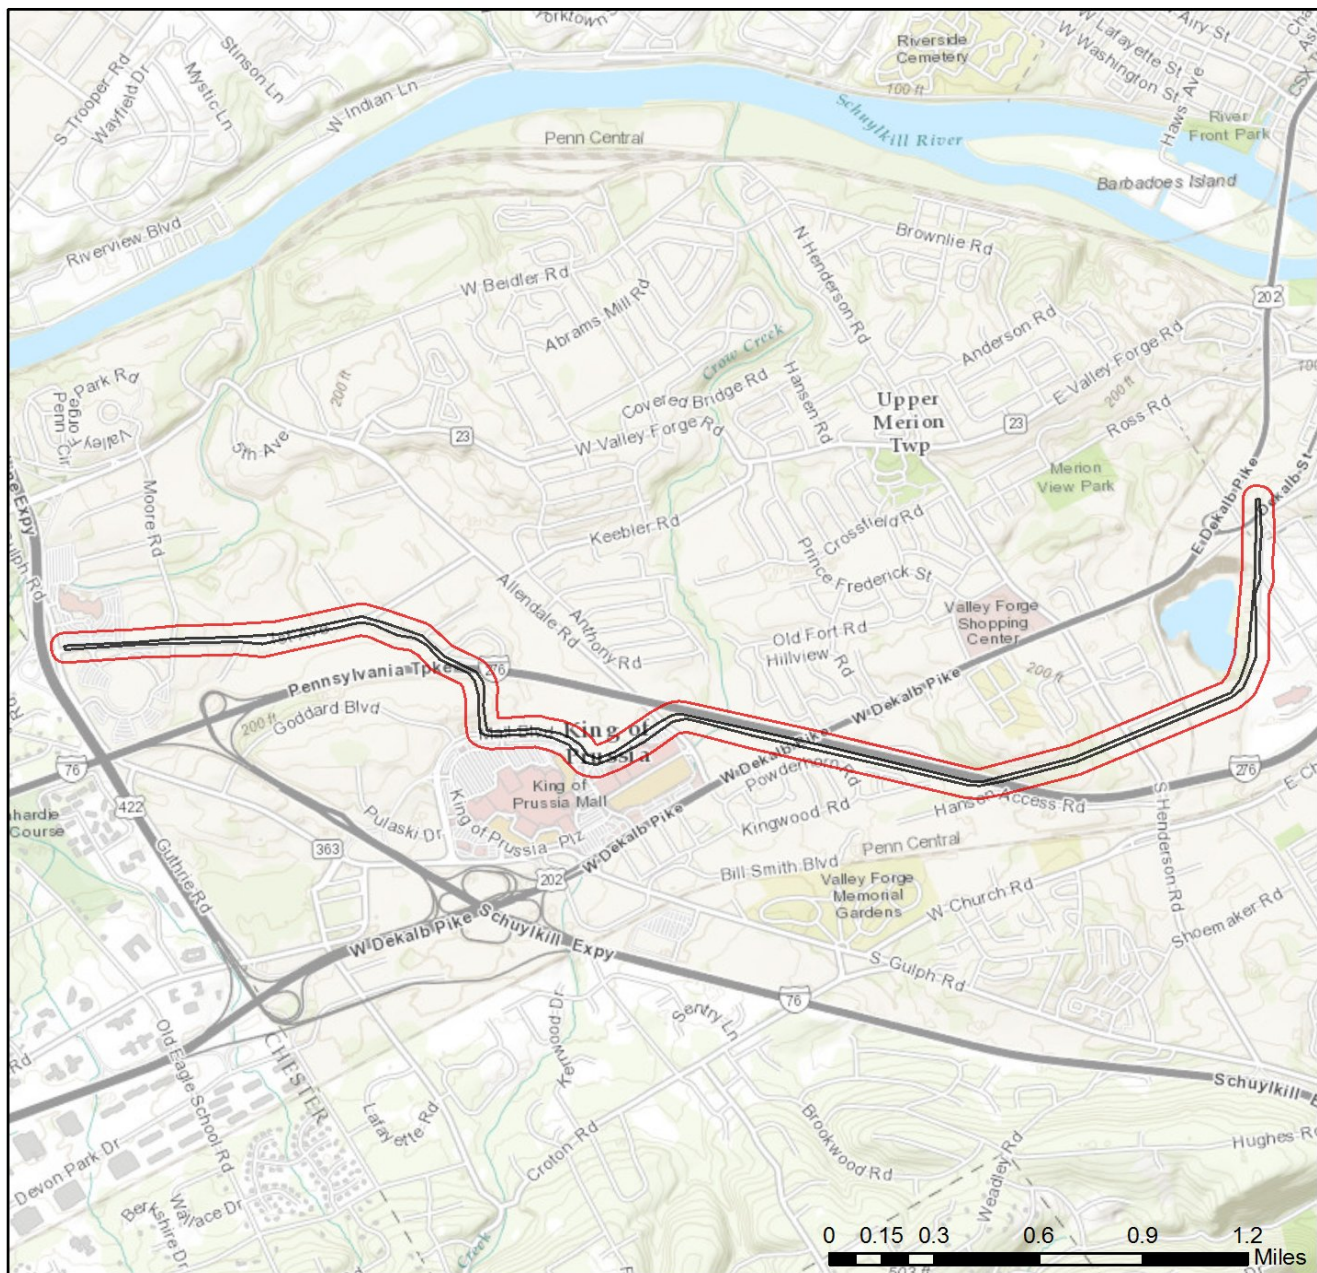 Yorktown
W Airy St
W Lafayette St
W Washington St
Riverside
Cemetery
100 ft
Stinson Ln
S Trooper Rd
Wayfield Dr
Mystic Ln
W Indian Ln
Penn Central
Schuylkill River
Haws Ave
River
Front Park
Barbadoes Island
Riverview Blvd
W Beidler Rd
N Henderson Rd
Brownlie Rd
202
Abrams Mill Rd
Crow Creek
Anderson Rd
E Valley Forge Rd
200 ft
Park Rd
Valley Forge
Penn Cir
200 ft
Covered Bridge Rd
Hansen Rd
Upper
Merion
Twp
Ross Rd
5th Ave
23
W Valley Forge Rd
23
Merion
View Park
E Dekalb Pike
Dekalb St
Moore Rd
Keebler Rd
Crossfield Rd
Prince Frederick St
Gulph Rd
Allendale Rd
Anthony Rd
Valley Forge
Shopping
Center
1st Ave
Old Fort Rd
Hillview Rd
Pennsylvania Tpke
276
200 ft
200 ft
Goddard Blvd
W Dekalb Pike
W Dekalb Pike
Mall Blvd
King of
Prussia
76
W Dekalb Pike
Powderhorn Rd
276
King of
Prussia Mall
Hansen Access Rd
S Henderson Rd
422
Kingwood Rd
Course
Pulaski Dr
King of Prussia Plz
Penn Central
363
W Dekalb Pike
Bill Smith Blvd
Guthrie Rd
202
Valley Forge
Memorial
Gardens
W Church Rd
Shoemaker Rd
W Dekalb Pike
Schuylkill Expy
S Gulph Rd
76
Kenwood Dr
Sentry Ln
Old Eagle School Rd
CHESTER
Schuylkill E
Lafayette Rd
Croton Rd
Brookwood Rd
Weadley Rd
Hughes Rd
Devon Park Dr
Wallace Dr
Berkshire Dr
Creek
0 0.15 0.3 0.6 0.9 1.2
Miles